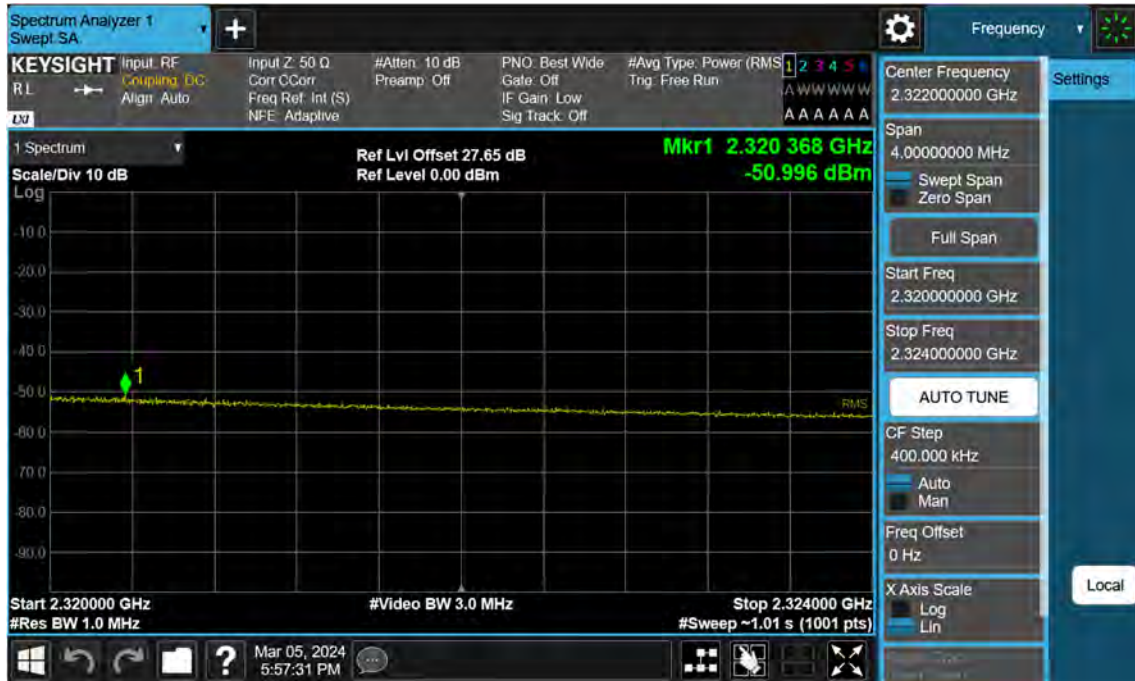 Spectrum Analyzer 1
Swept SA
+
Frequency
KEYSIGHT
RL
LXI
Input: RF
Coupling: DC
Align: Auto
Input Z: 50 Ω
Corr CCorr
Freq Ref: Int (S)
NFE: Adaptive
#Atten: 10 dB
Preamp: Off
PNO: Best Wide
Gate: Off
IF Gain: Low
Sig Track: Off
#Avg Type: Power (RMS
Trig: Free Run
1 2 3 4 5 6
A W W W W W
A A A A A A
1 Spectrum
Scale/Div 10 dB
Ref Lvl Offset 27.65 dB
Ref Level 0.00 dBm
Mkr1 2.320 368 GHz
-50.996 dBm
Log
-10.0
-20.0
-30.0
-40.0
-50.0
-60.0
-70.0
-80.0
-90.0
1
RMS
Start 2.320000 GHz
#Res BW 1.0 MHz
#Video BW 3.0 MHz
Stop 2.324000 GHz
#Sweep ~1.01 s (1001 pts)
?
Mar 05, 2024
5:57:31 PM
Center Frequency
2.322000000 GHz
Span
4.00000000 MHz
Swept Span
Zero Span
Full Span
Start Freq
2.320000000 GHz
Stop Freq
2.324000000 GHz
AUTO TUNE
CF Step
400.000 kHz
Auto
Man
Freq Offset
0 Hz
X Axis Scale
Log
Lin
Settings
Local